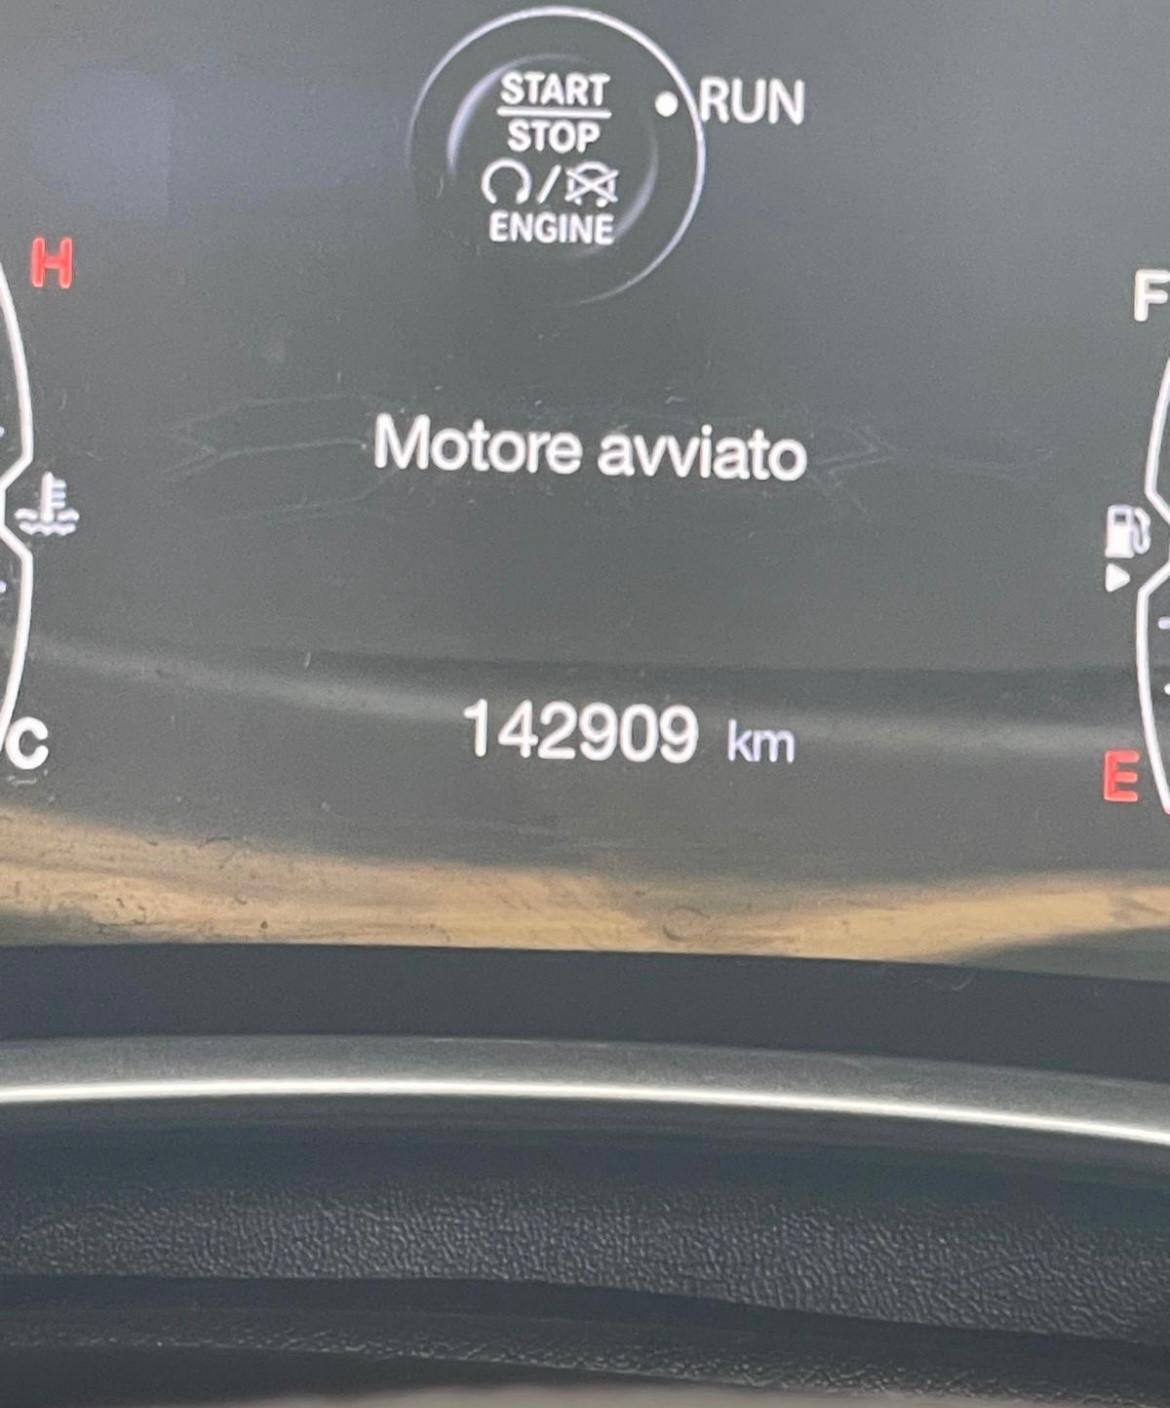 START
STOP
ENGINE
RUN
H
F
Motore avviato
C
142909 km
E